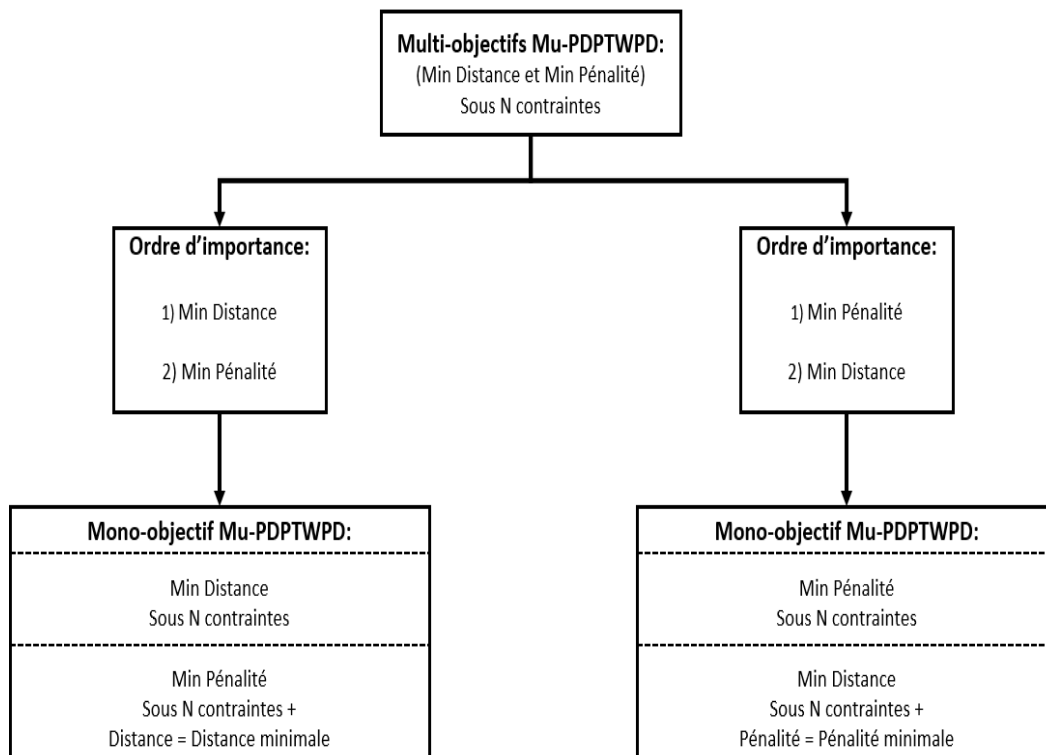 Multi-objectifs Mu-PDPTWPD:
(Min Distance et Min Pénalité)
Sous N contraintes
Ordre d'importance:
1) Min Distance
2) Min Pénalité
Ordre d'importance:
1) Min Pénalité
2) Min Distance
Mono-objectif Mu-PDPTWPD:
Min Distance
Sous N contraintes
Min Pénalité
Sous N contraintes +
Distance = Distance minimale
Mono-objectif Mu-PDPTWPD:
Min Pénalité
Sous N contraintes
Min Distance
Sous N contraintes +
Pénalité = Pénalité minimale